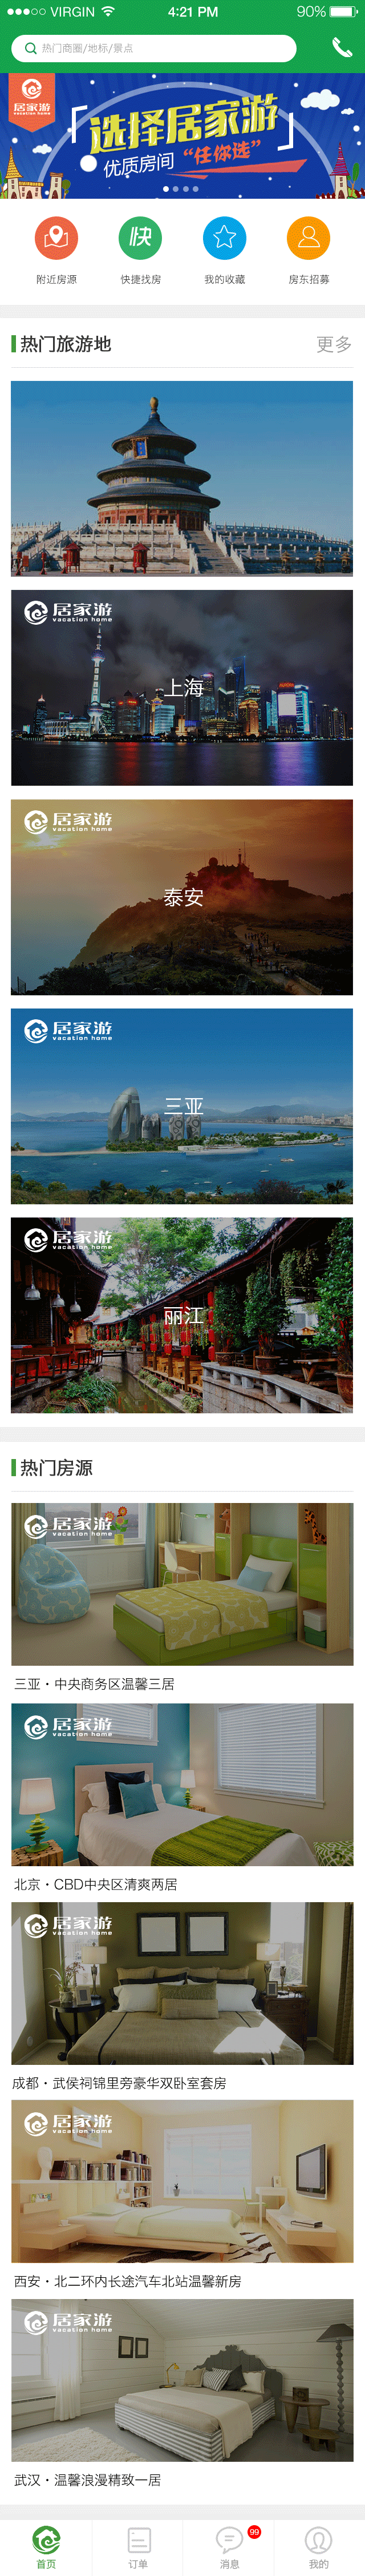 VIRGIN 4:21 PM 90%
热门商圈/地标/景点
居家游
VACATION HOME
选择居家游
优质房间 “任你选”
快
附近房源 快捷找房 我的收藏 房东招募
热门旅游地 更多
居家游
vacation home
上海
居家游
vacation home
泰安
居家游
vacation home
三亚
居家游
vacation home
丽江
热门房源
居家游
vacation home
三亚·中央商务区温馨三居
居家游
vacation home
北京·CBD中央区清爽两居
居家游
vacation home
成都·武侯祠锦里旁豪华双卧室套房
居家游
vacation home
西安·北二环内长途汽车北站温馨新房
居家游
vacation home
武汉·温馨浪漫精致一居
99
首页 订单 消息 我的